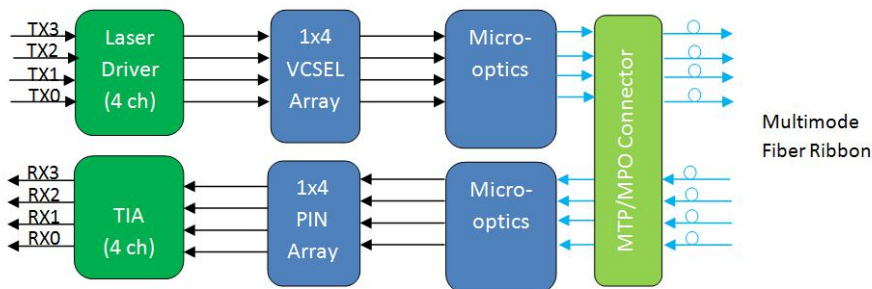 TX3
TX2
TX1
TX0
Laser
Driver
(4 ch)
1x4
VCSEL
Array
Micro-
optics
MTP/MPO Connector
Multimode
Fiber Ribbon
RX3
RX2
RX1
RX0
TIA
(4 ch)
1x4
PIN
Array
Micro-
optics